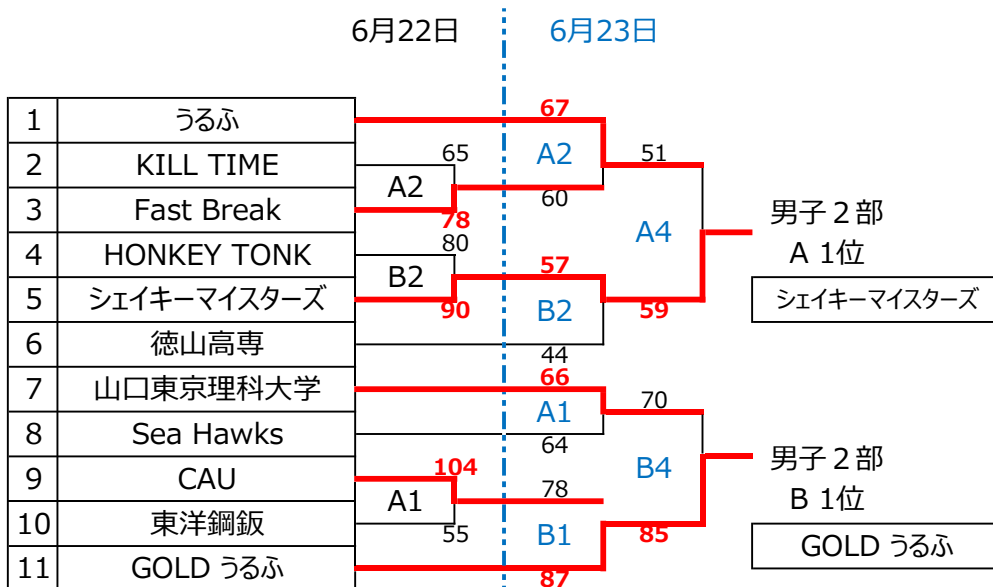 6月22日 6月23日
1 うるふ 67
2 KILL TIME 65 A2 51
A2 60
3 Fast Break 78 男子２部
4 HONKEY TONK 80 A4 A 1位
B2 57
5 シェイキーマイスターズ 90 B2 59 シェイキーマイスターズ
6 徳山高専 44
7 山口東京理科大学 66 70
A1
8 Sea Hawks 64
9 CAU 104 B4 男子２部
A1 78 B 1位
10 東洋鋼鈑 55 B1 85 GOLD うるふ
11 GOLD うるふ 87